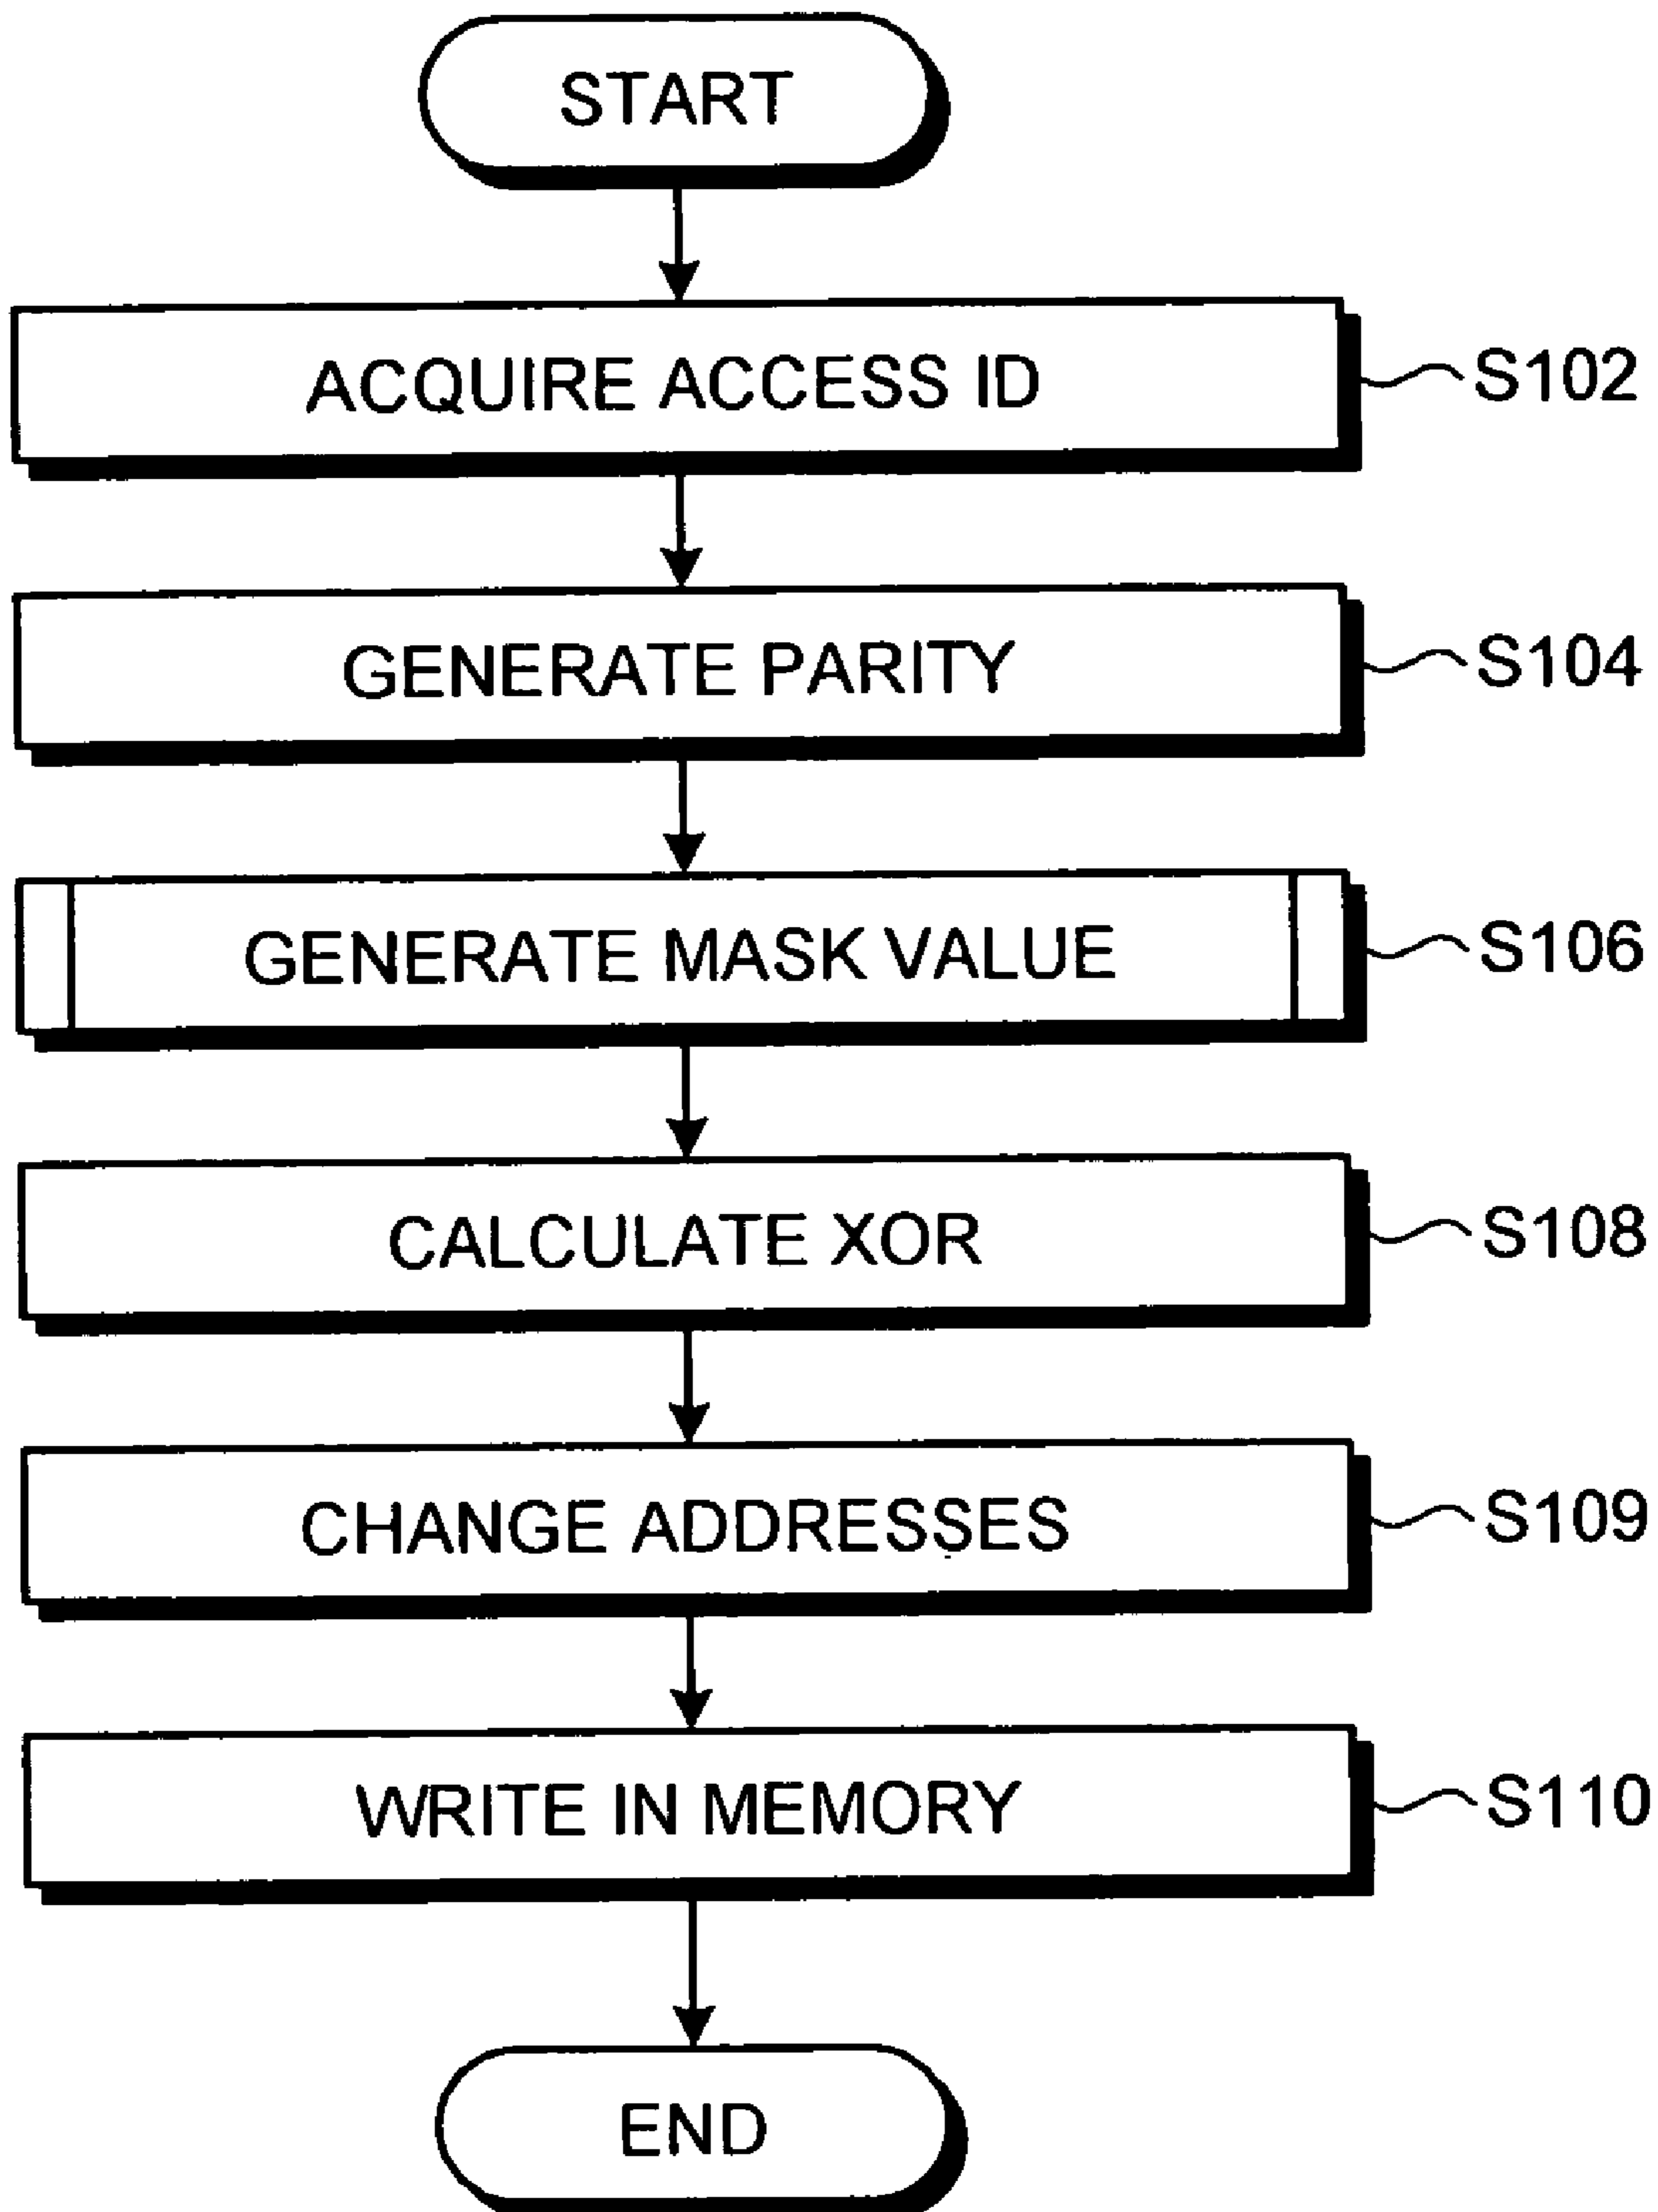 START
ACQUIRE ACCESS ID S102
GENERATE PARITY S104
GENERATE MASK VALUE S106
CALCULATE XOR S108
CHANGE ADDRESSES S109
WRITE IN MEMORY S110
END